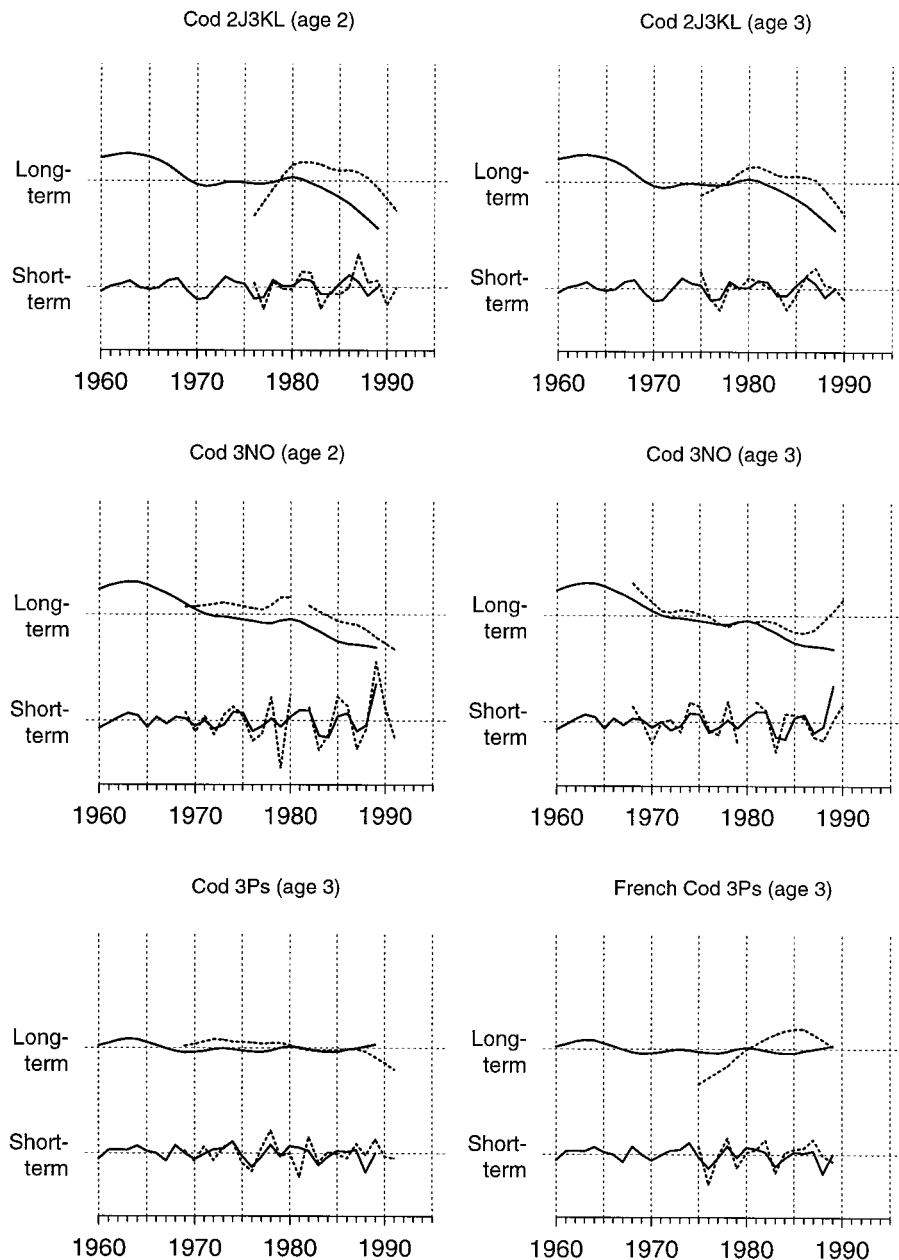 Cod 2J3KL (age 2)
Long-
term
Short-
term
1960 1970 1980 1990
Cod 2J3KL (age 3)
Long-
term
Short-
term
1960 1970 1980 1990
Cod 3NO (age 2)
Long-
term
Short-
term
1960 1970 1980 1990
Cod 3NO (age 3)
Long-
term
Short-
term
1960 1970 1980 1990
Cod 3Ps (age 3)
Long-
term
Short-
term
1960 1970 1980 1990
French Cod 3Ps (age 3)
Long-
term
Short-
term
1960 1970 1980 1990